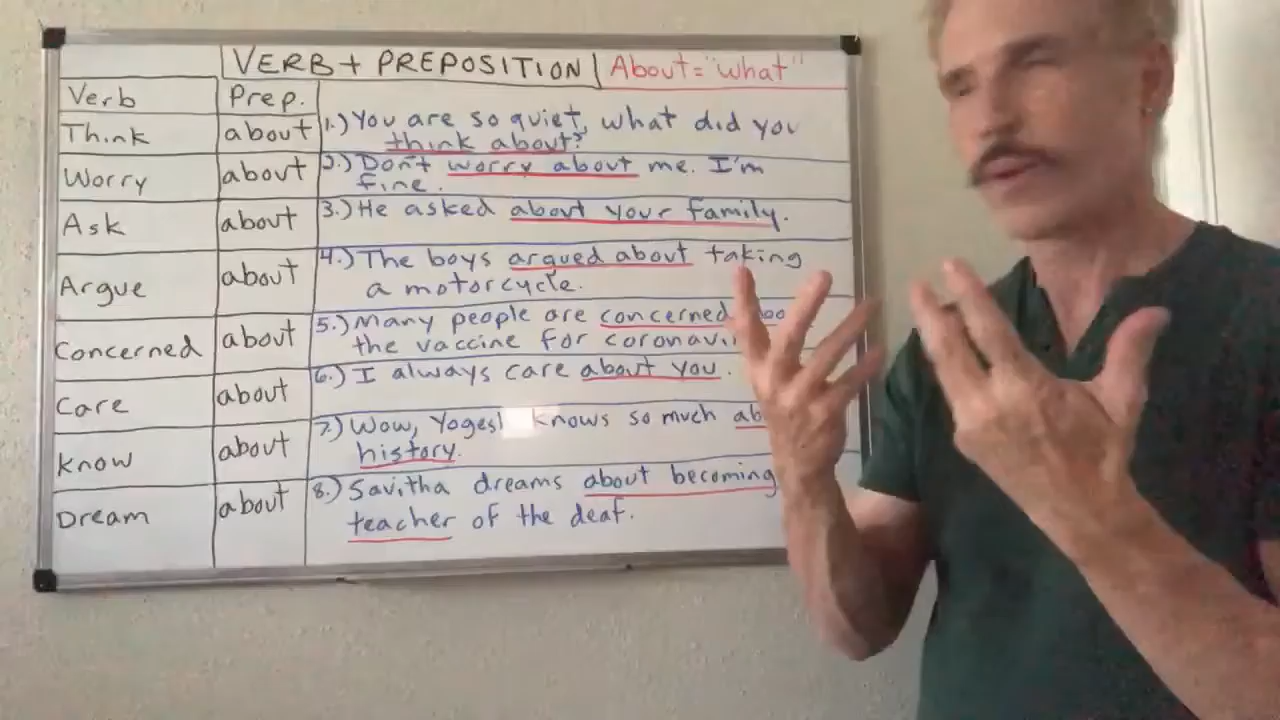 VERB + PREPOSITION
About = "what"
Verb
Prep.
Think
about
1.) You are so quiet, what did you
think about?
Worry
about
2.) Don't worry about me. I'm
fine.
Ask
about
3.) He asked about your family.
Argue
about
4.) The boys argued about taking
a motorcycle.
Concerned
about
5.) Many people are concerned
the vaccine for
Care
about
6.) I always care about you.
know
about
7.) Wow, knows so much
history.
Dream
about
8.) Savitha dreams about becoming
teacher of the deaf.